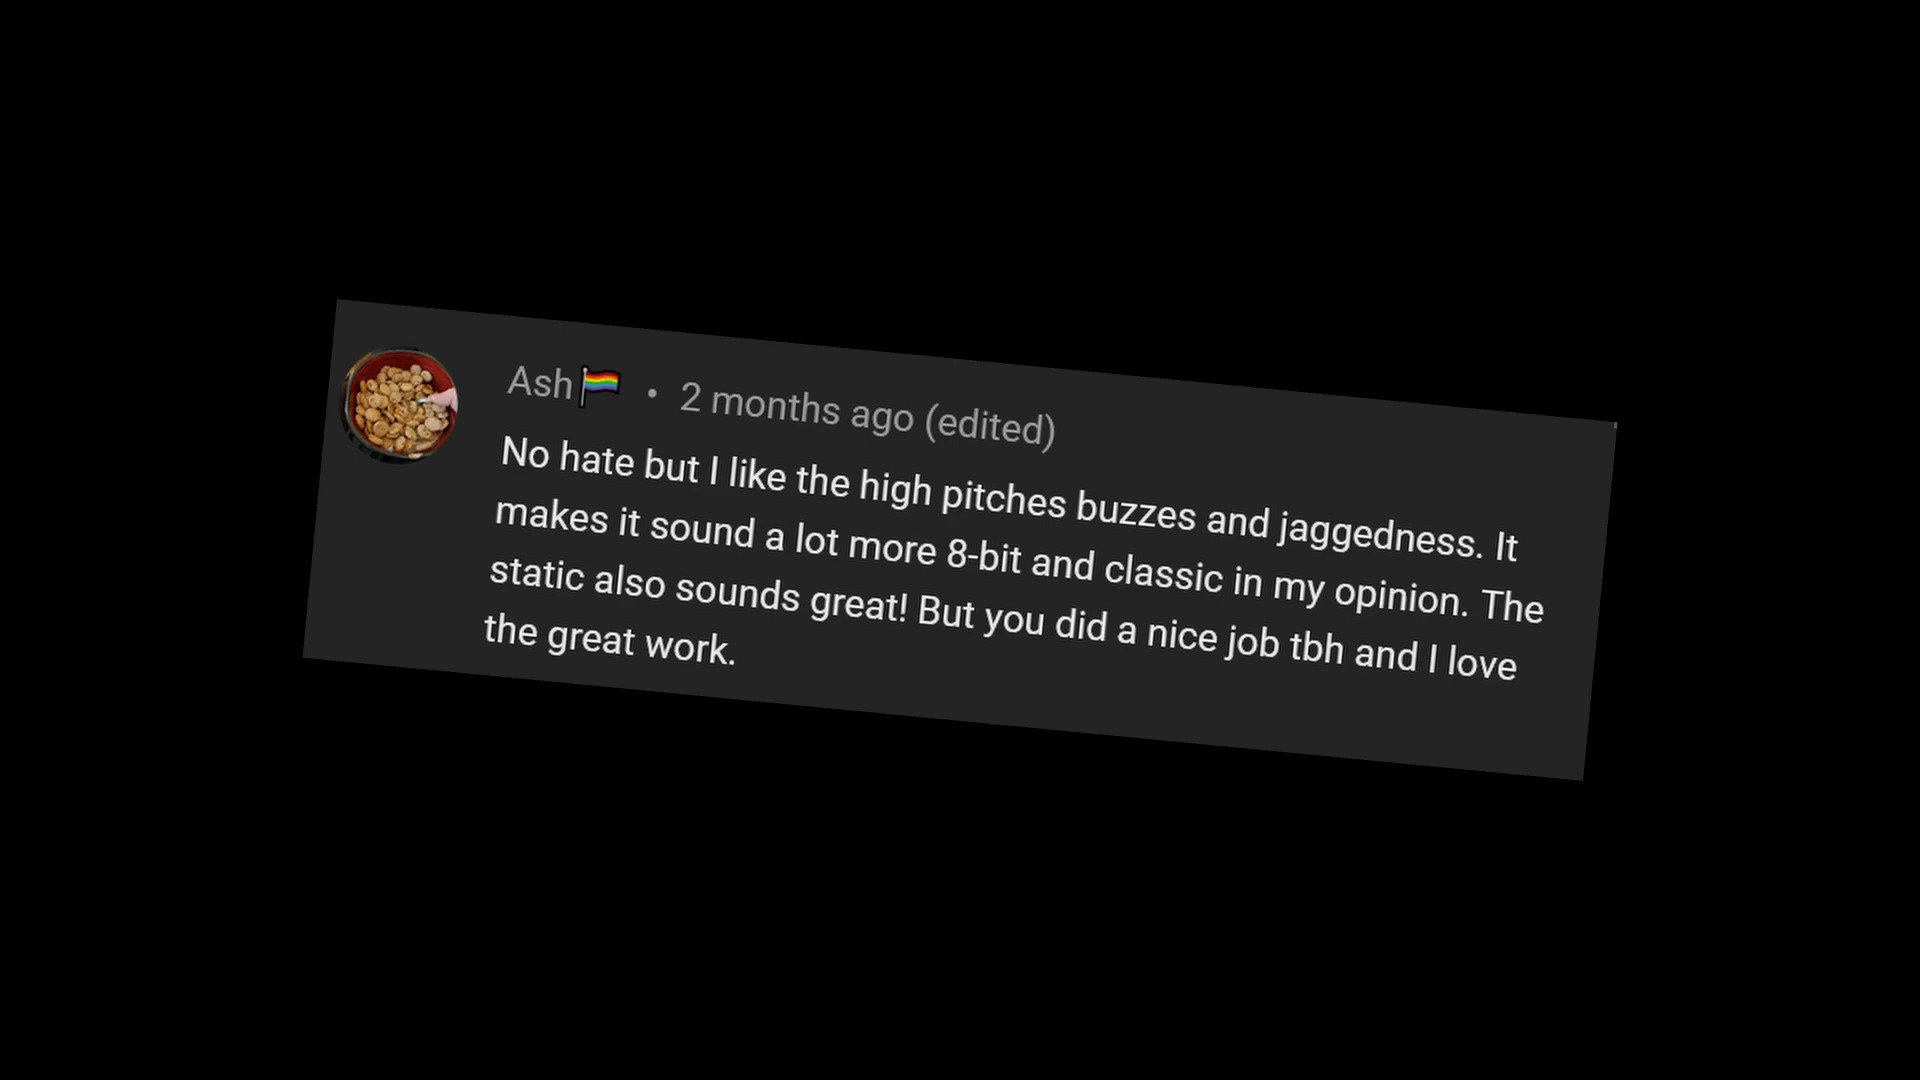 Ash🏳️‍🌈 • 2 months ago (edited)
No hate but I like the high pitches buzzes and jaggedness. It
makes it sound a lot more 8-bit and classic in my opinion. The
static also sounds great! But you did a nice job tbh and I love
the great work.